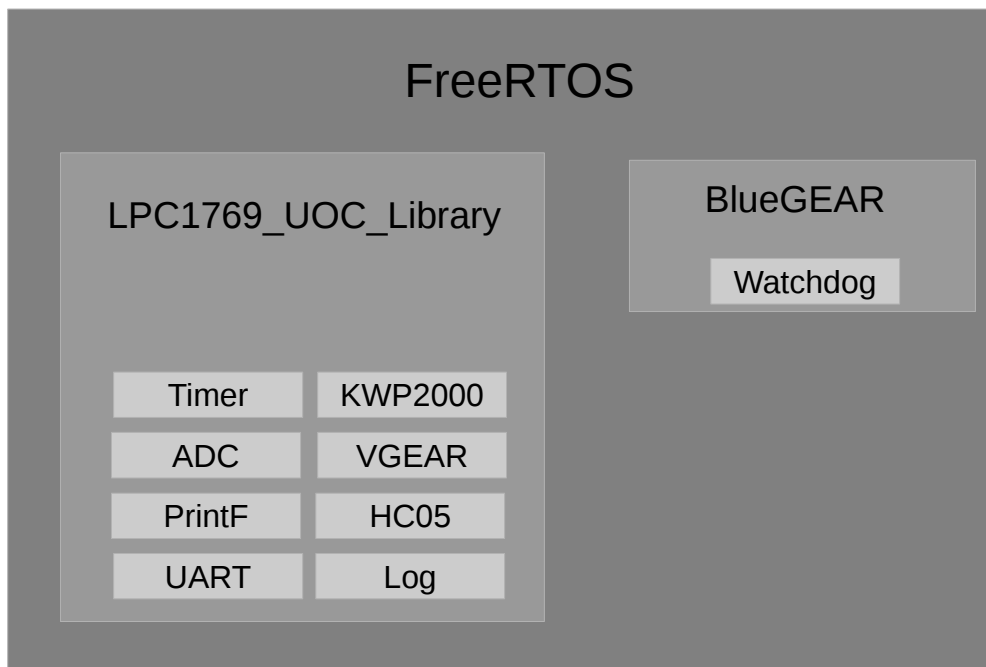 FreeRTOS
LPC1769_UOC_Library
Timer
KWP2000
ADC
VGEAR
PrintF
HC05
UART
Log
BlueGEAR
Watchdog